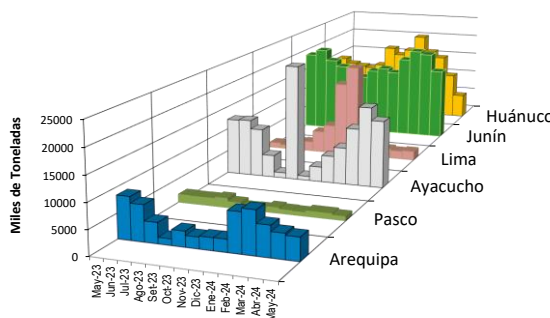 Miles de Toneladas
25000
20000
15000
10000
5000
0
May-23
Jun-23
Jul-23
Ago-23
Set-23
Oct-23
Nov-23
Dic-23
Ene-24
Feb-24
Mar-24
Abr-24
May-24
Huánuco
Junín
Lima
Ayacucho
Pasco
Arequipa